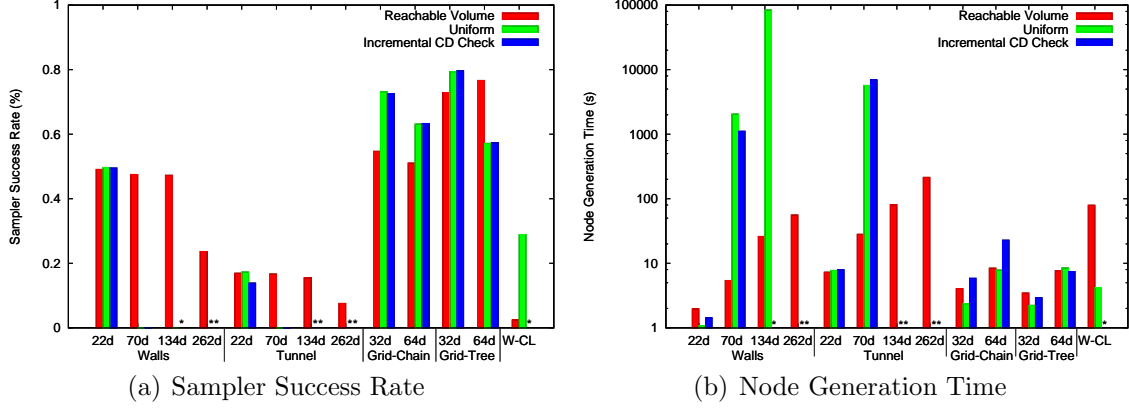 Sampler Success Rate (%)
1
0.8
0.6
0.4
0.2
0
Reachable Volume
Uniform
Incremental CD Check
* ** ** ** *
22d 70d 134d 262d 22d 70d 134d 262d 32d 64d 32d 64d W-CL
Walls Tunnel Grid-Chain Grid-Tree
(a) Sampler Success Rate
Node Generation Time (s)
100000
10000
1000
100
10
1
Reachable Volume
Uniform
Incremental CD Check
* ** ** ** *
22d 70d 134d 262d 22d 70d 134d 262d 32d 64d 32d 64d W-CL
Walls Tunnel Grid-Chain Grid-Tree
(b) Node Generation Time